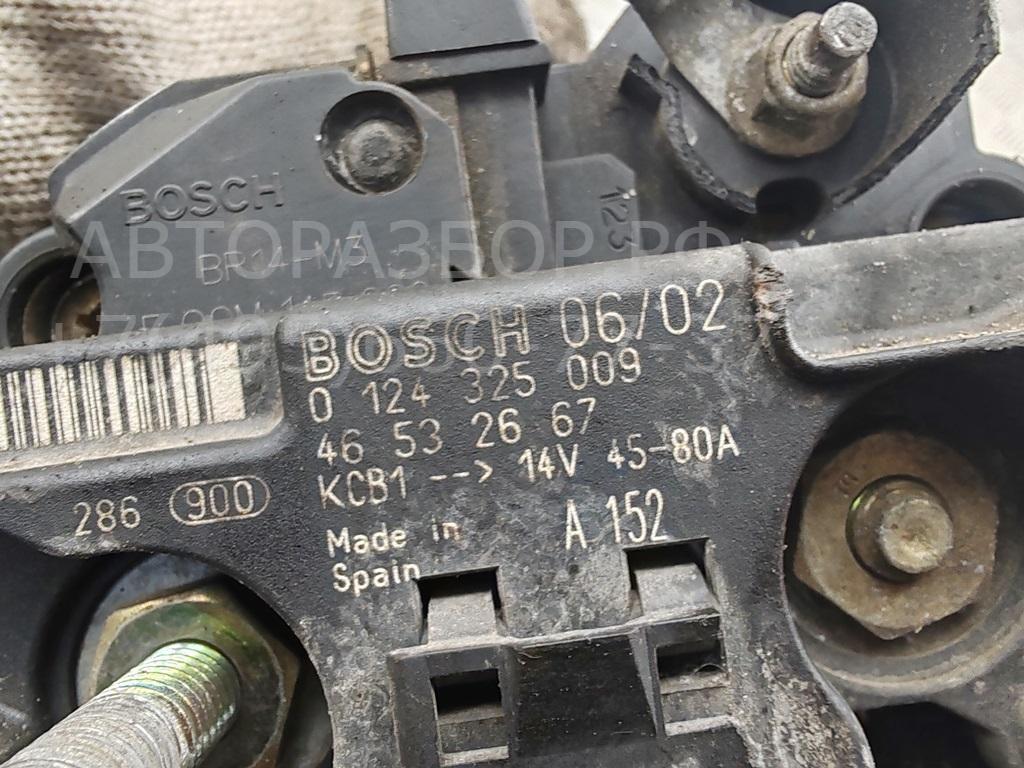 BOSCH
123
BR14-M3
АВТОРАЗБОР.РФ
BOSCH 06/02
0 124 325 009
46 53 26 67
KCB1 --> 14V 45-80A
286 900
A 152
Made in
Spain